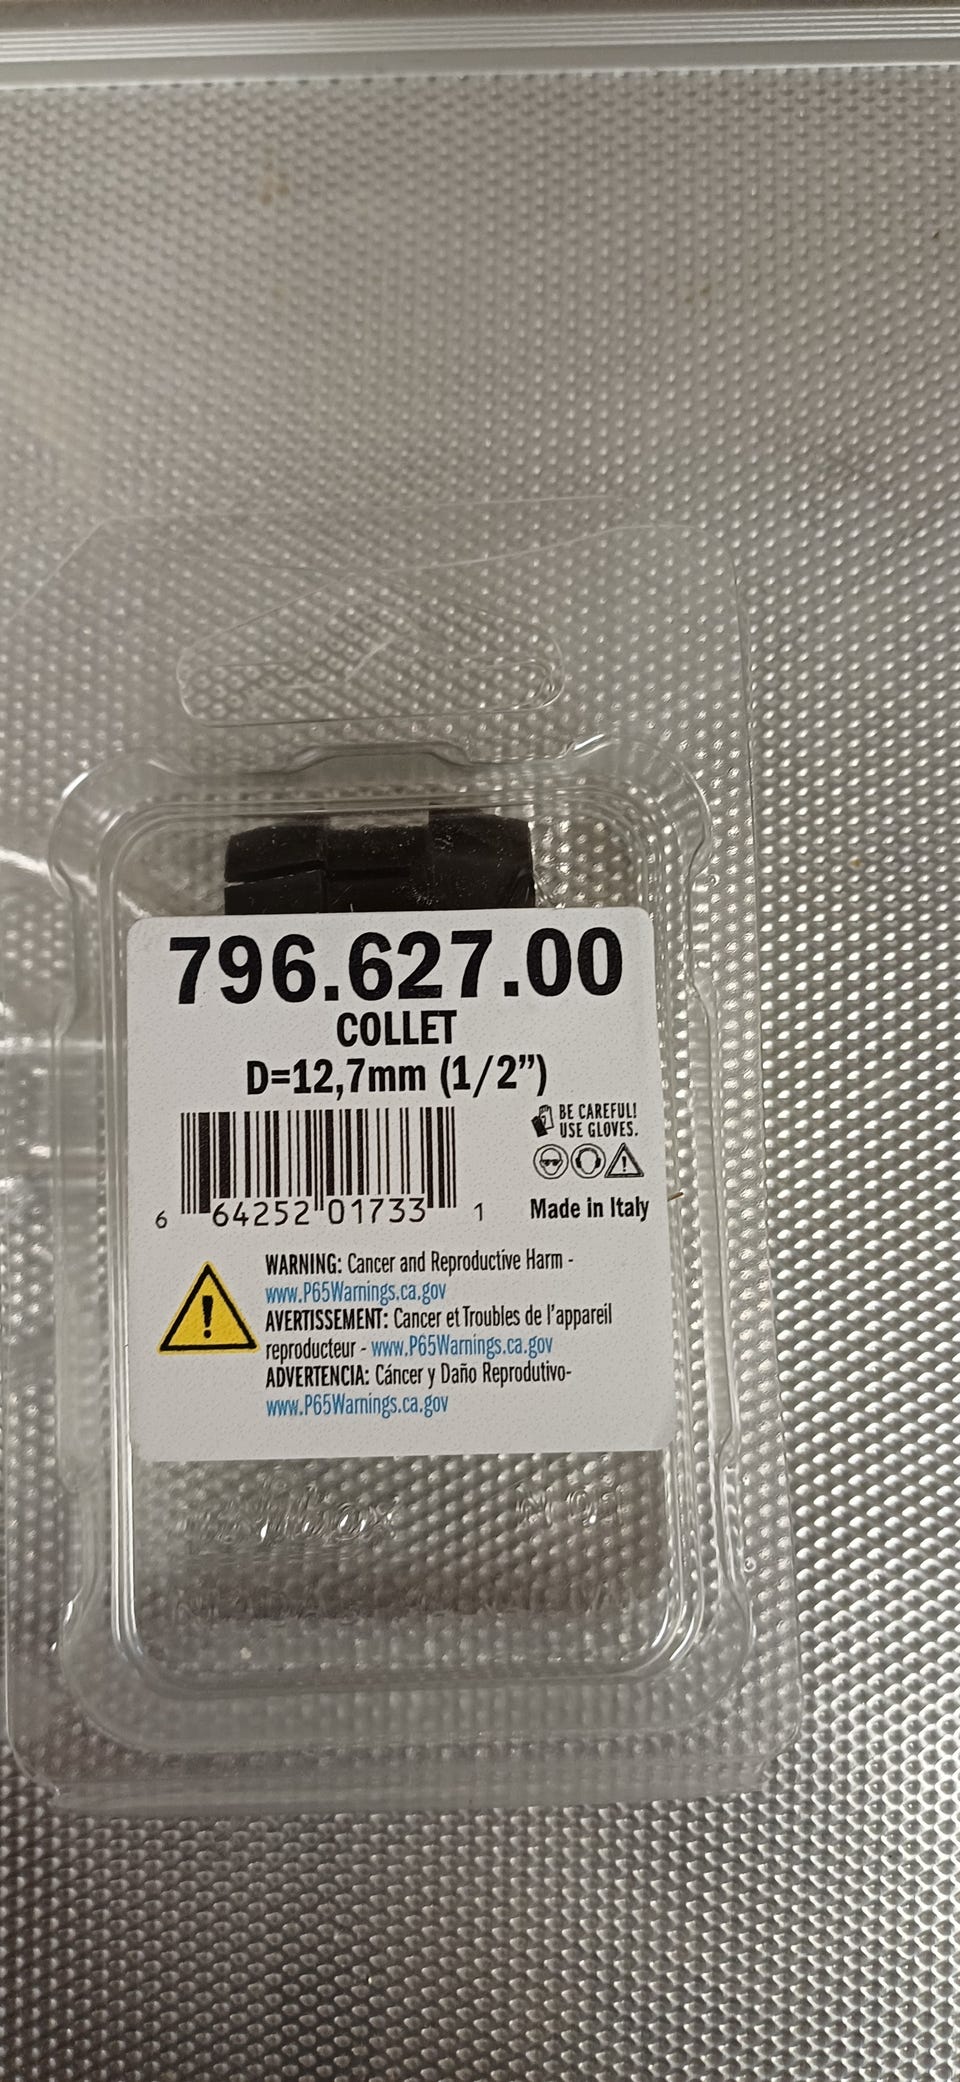 796.627.00
COLLET
D=12,7mm (1/2”)
BE CAREFUL!
USE GLOVES.
6 64252 01733 1
Made in Italy
WARNING: Cancer and Reproductive Harm -
www.P65Warnings.ca.gov
AVERTISSEMENT: Cancer et Troubles de l'appareil
reproducteur - www.P65Warnings.ca.gov
ADVERTENCIA: Cáncer y Daño Reprodutivo-
www.P65Warnings.ca.gov